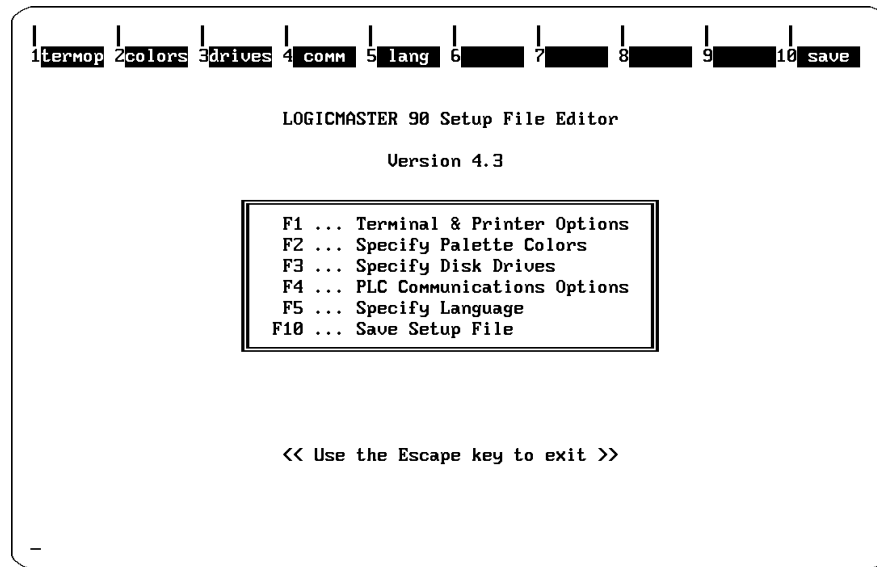 1termop 2colors 3drives 4 comm 5 lang 6 7 8 9 10 save
LOGICMASTER 90 Setup File Editor
Version 4.3
F1 ... Terminal & Printer Options
F2 ... Specify Palette Colors
F3 ... Specify Disk Drives
F4 ... PLC Communications Options
F5 ... Specify Language
F10 ... Save Setup File
<< Use the Escape key to exit >>